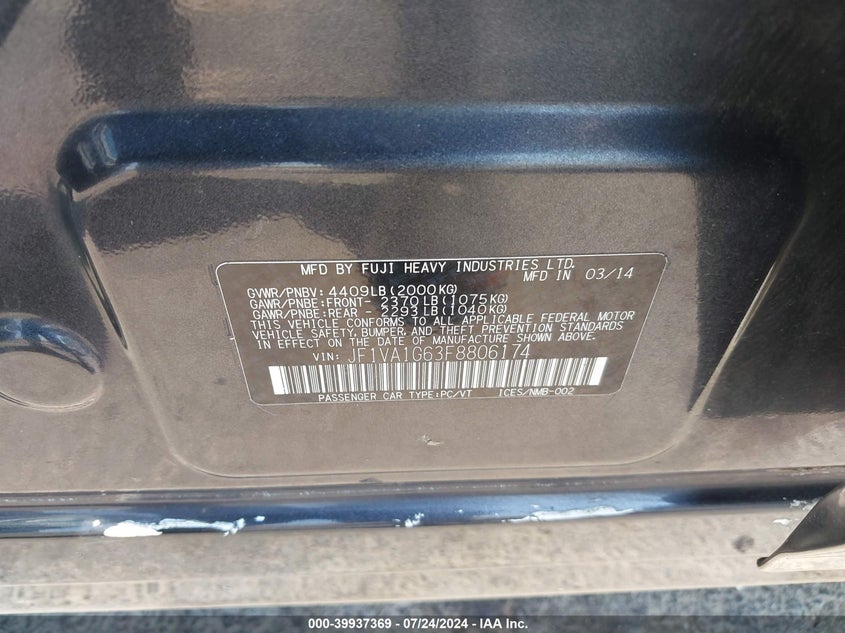 MFD BY FUJI HEAVY INDUSTRIES LTD.
MFD IN 03/14
GVWR/PNBV: 4409LB(2000KG)
GAWR/PNBE:FRONT- 2370LB(1075KG)
GAWR/PNBE:REAR - 2293LB(1040KG)
THIS VEHICLE CONFORMS TO ALL APPLICABLE FEDERAL MOTOR
VEHICLE SAFETY, BUMPER, AND THEFT PREVENTION STANDARDS
IN EFFECT ON THE DATE OF MANUFACTURE SHOWN ABOVE.
VIN: JF1VA1G63F8806174
PASSENGER CAR TYPE:PC/VT ICES/NMB-002
000-39937369 - 07/24/2024 - IAA Inc.